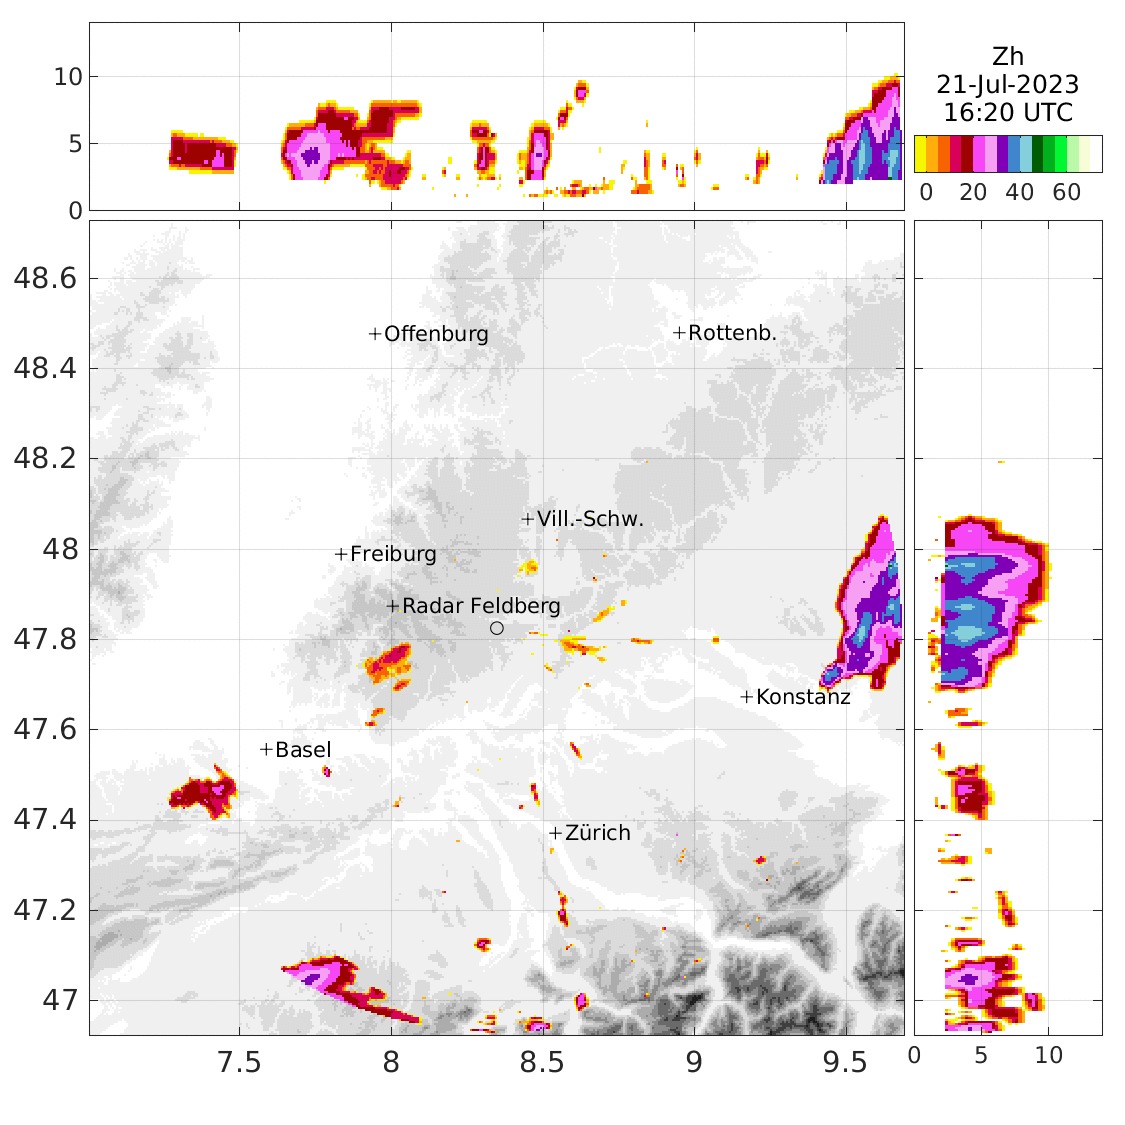 Zh
21-Jul-2023
16:20 UTC
0 20 40 60
10
5
0
48.6
48.4
48.2
48
47.8
47.6
47.4
47.2
47
+Offenburg
+Rottenb.
+Vill.-Schw.
+Freiburg
+Radar Feldberg
+Konstanz
+Basel
+Zürich
7.5 8 8.5 9 9.5
0 5 10